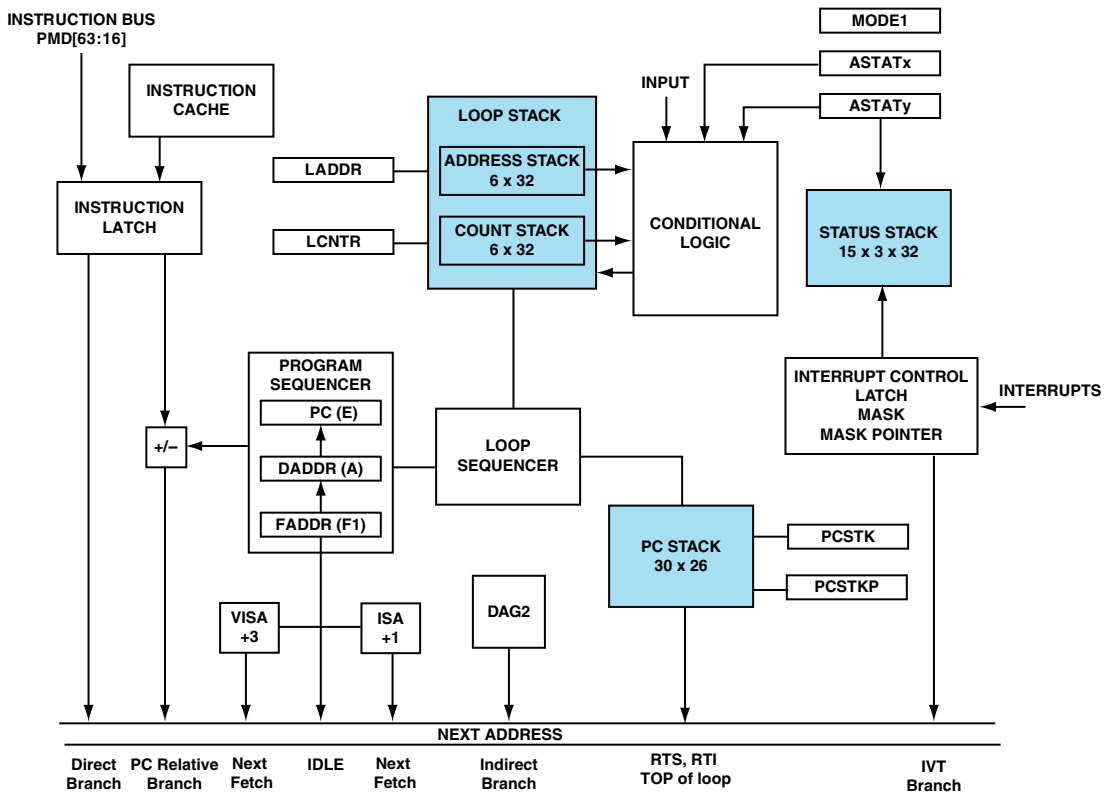 INSTRUCTION BUS
PMD[63:16]
INSTRUCTION
CACHE
INSTRUCTION
LATCH
LADDR
LCNTR
LOOP STACK
ADDRESS STACK
6 x 32
COUNT STACK
6 x 32
INPUT
CONDITIONAL
LOGIC
MODE1
ASTATx
ASTATy
STATUS STACK
15 x 3 x 32
INTERRUPT CONTROL
LATCH
MASK
MASK POINTER
INTERRUPTS
+/–
PROGRAM
SEQUENCER
PC (E)
DADDR (A)
FADDR (F1)
LOOP
SEQUENCER
PC STACK
30 x 26
PCSTK
PCSTKP
VISA
+3
ISA
+1
DAG2
NEXT ADDRESS
Direct
Branch
PC Relative
Branch
Next
Fetch
IDLE
Next
Fetch
Indirect
Branch
RTS, RTI
TOP of loop
IVT
Branch